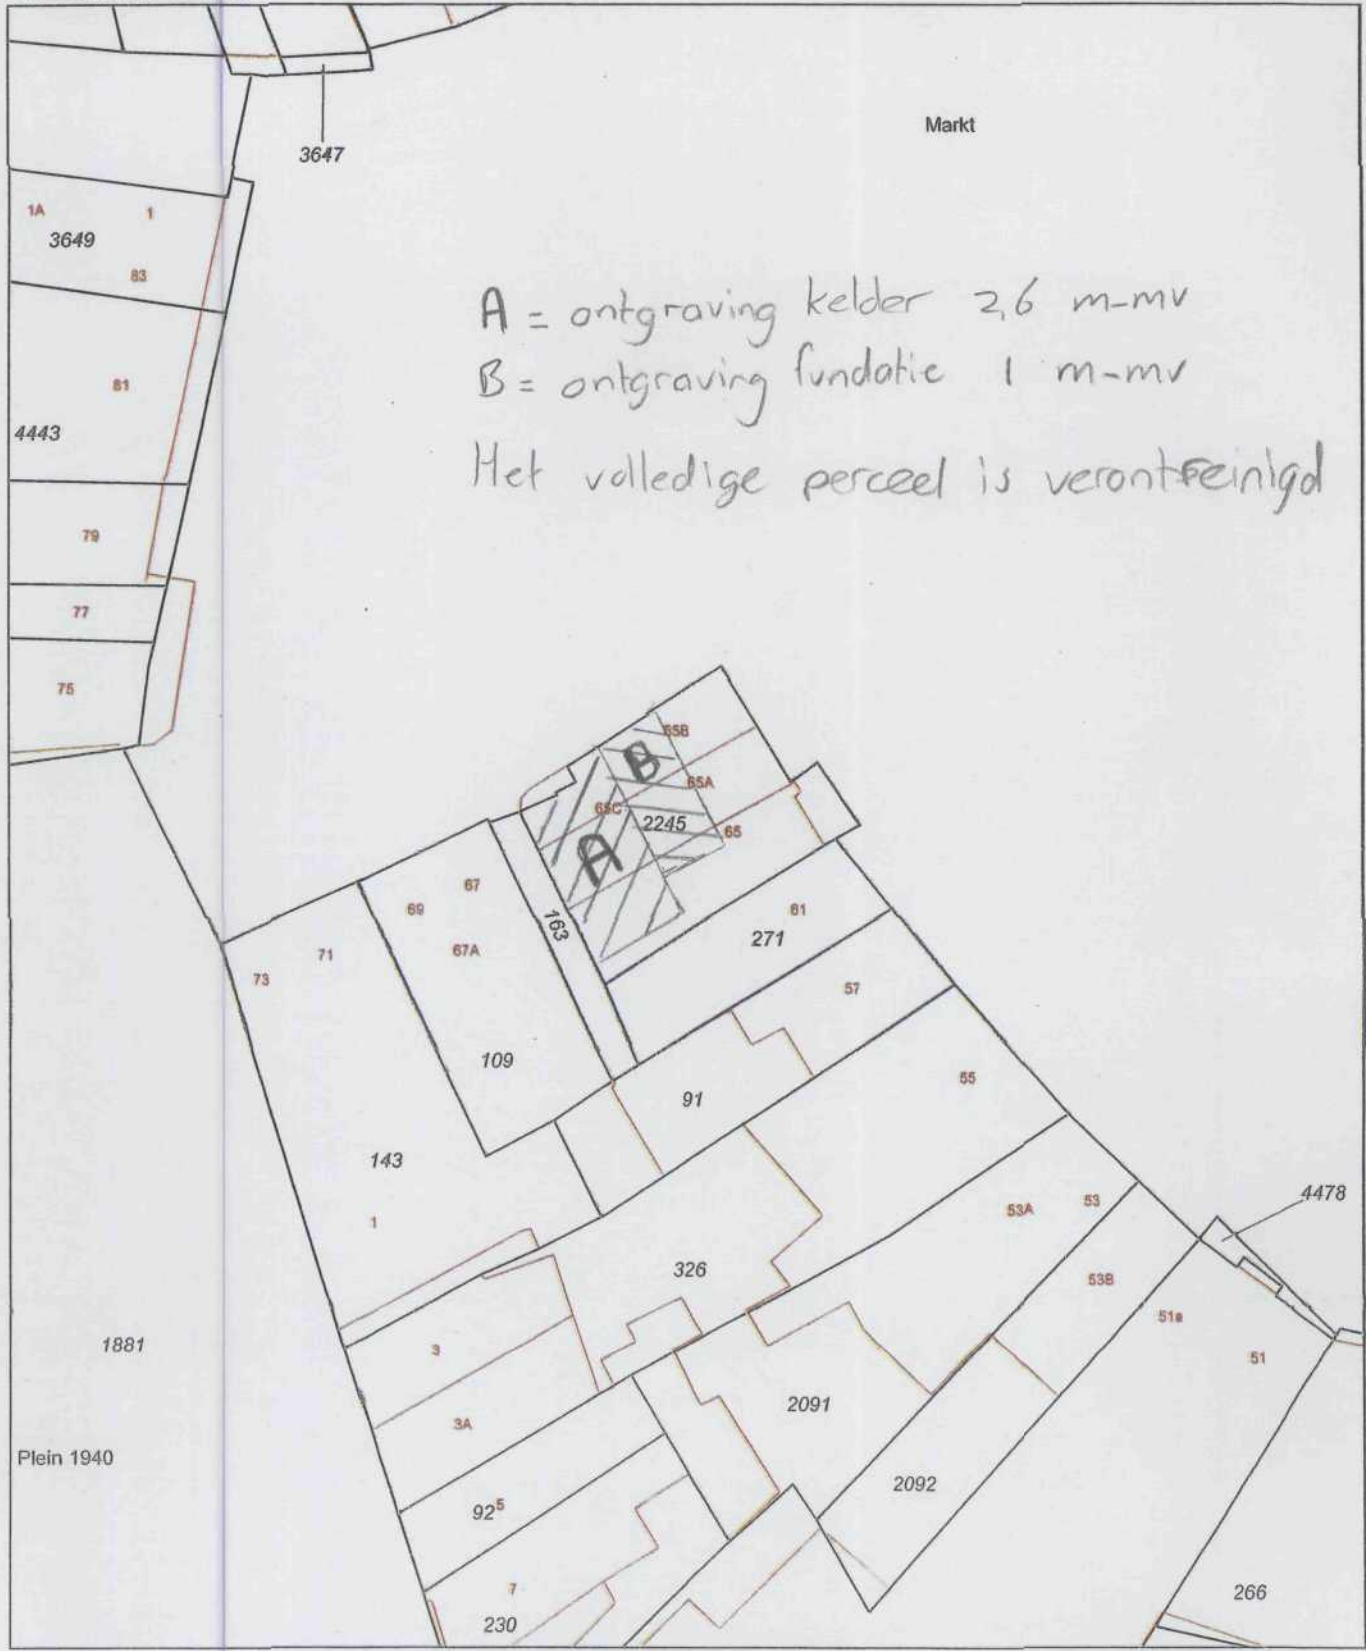 Markt
3647
1A
1
3649
83
A = ontgraving kelder 2,6 m-mv
B = ontgraving fundatie 1 m-mv
81
4443
Het volledige perceel is verontreinigd
79
77
75
65B
B
65A
65C
2245
65
A
67
69
61
163
271
67A
71
73
57
109
55
91
143
4478
53
53A
1
326
53B
51a
1881
3
51
2091
3A
Plein 1940
2092
92
5
7
266
230